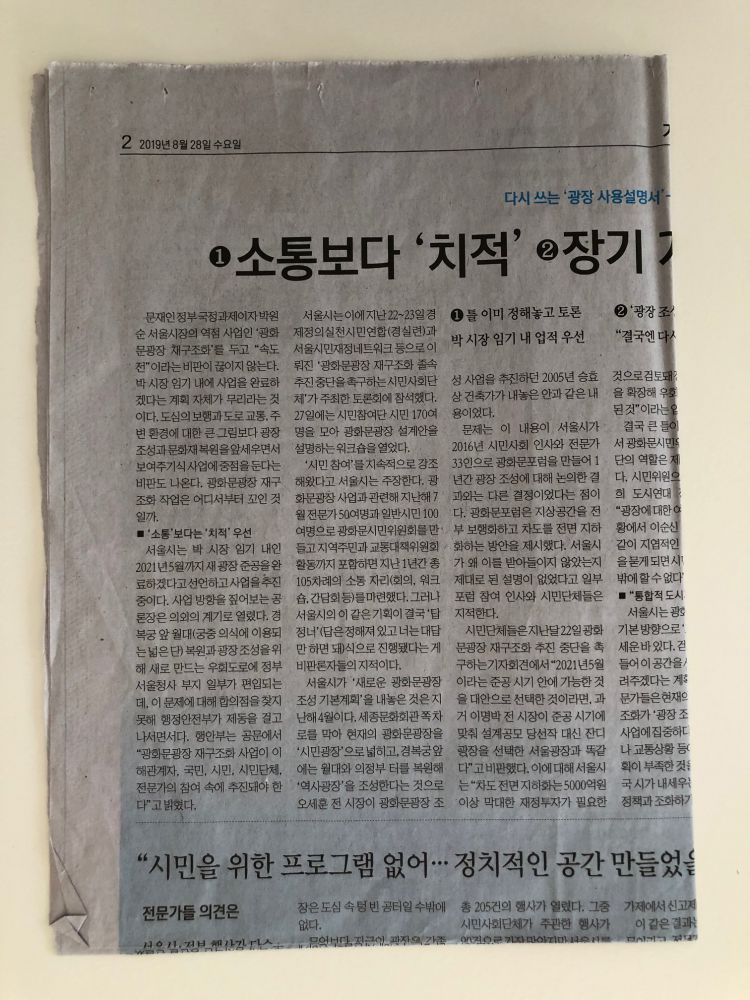 2 2019년 8월 28일 수요일
다시 쓰는 ‘광장 사용설명서’
❶소통보다 ‘치적’ ❷장기
문재인 정부 국정과제이자 박원
순 서울시장의 역점 사업인 ‘광화
문광장 재구조화’를 두고 “속도
전”이라는 비판이 끊이지 않는다.
박 시장 임기 내에 사업을 완료하
겠다는 계획 자체가 무리라는 것
이다. 도심의 보행과 도로 교통, 주
변 환경에 대한 큰 그림보다 광장
조성과 문화재 복원을 앞세우면서
보여주기식 사업에 중점을 둔다는
비판도 나온다. 광화문광장 재구
조화 작업은 어디서부터 꼬인 것
일까.
■ ‘소통’보다는 ‘치적’ 우선
서울시는 박 시장 임기 내인
2021년 5월까지 새 광장 준공을 완
료하겠다고 선언하고 사업을 추진
중이다. 사업 방향을 짚어보는 공
론장은 의외의 계기로 열렸다. 경
복궁 앞 월대(궁중 의식에 이용되
는 넓은 단) 복원과 광장 조성을 위
해 새로 만드는 우회도로에 정부
서울청사 부지 일부가 편입되는
데, 이 문제에 대해 합의점을 찾지
못해 행정안전부가 제동을 걸고
나서면서다. 행안부는 공문에서
“광화문광장 재구조화 사업이 이
해관계자, 국민, 시민, 시민단체,
전문가의 참여 속에 추진돼야 한
다”고 밝혔다.
서울시는 이에 지난 22~23일 경
제정의실천시민연합(경실련)과
서울시민재정네트워크 등으로 이
뤄진 ‘광화문광장 재구조화 졸속
추진 중단을 촉구하는 시민사회단
체’가 주최한 토론회에 참석했다.
27일에는 시민참여단 시민 170여
명을 모아 광화문광장 설계안을
설명하는 워크숍을 열었다.
‘시민 참여’를 지속적으로 강조
해왔다고 서울시는 주장한다. 광
화문광장 사업과 관련해 지난해 7
월 전문가 50여명과 일반시민 100
여명으로 광화문시민위원회를 만
들고 지역주민과 교통대책위원회
활동까지 포함하면 지난 1년간 총
105차례의 소통 자리(회의, 워크
숍, 간담회 등)를 마련했다. 그러나
서울시의 이 같은 기획이 결국 ‘답
정너’(답은 정해져 있고 너는 대답
만 하면 돼)식으로 진행됐다는 게
비판론자들의 지적이다.
서울시가 ‘새로운 광화문광장
조성 기본계획’을 내놓은 것은 지
난해 4월이다. 세종문화회관 쪽 차
로를 막아 현재의 광화문광장을
‘시민광장’으로 넓히고, 경복궁 앞
에는 월대와 의정부 터를 복원해
‘역사광장’을 조성한다는 것으로
오세훈 전 시장이 광화문광장 조
❶ 틀 이미 정해놓고 토론
박 시장 임기 내 업적 우선
성 사업을 추진하던 2005년 승효
상 건축가가 내놓은 안과 같은 내
용이었다.
문제는 이 내용이 서울시가
2016년 시민사회 인사와 전문가
33인으로 광화문포럼을 만들어 1
년간 광장 조성에 대해 논의한 결
과와는 다른 결정이었다는 점이
다. 광화문포럼은 지상공간을 전
부 보행화하고 차도를 전면 지하
화하는 방안을 제시했다. 서울시
가 왜 이를 받아들이지 않았는지
제대로 된 설명이 없었다고 일부
포럼 참여 인사와 시민단체들은
지적한다.
시민단체들은 지난달 22일 광화
문광장 재구조화 추진 중단을 촉
구하는 기자회견에서 “2021년 5월
이라는 준공 시기 안에 가능한 것
을 대안으로 선택한 것이라면, 과
거 이명박 전 시장이 준공 시기에
맞춰 설계공모 당선작 대신 잔디
광장을 선택한 서울광장과 똑같
다”고 비판했다. 이에 대해 서울시
는 “차도 전면 지하화는 5000억원
이상 막대한 재정투자가 필요한
❷ ‘광장 조
“결국엔 다시
것으로 검토돼
을 확장해 우회
된 것”이라는
결국 큰 틀이
서 광화문시민
단의 역할은
다. 시민위원으
희 도시연대
“광장에 대한
황에서 이순신
같이 지엽적인
을 묻게 되면 시
밖에 할 수 없다”
■ “통합적 도시
서울시는 광화
기본 방향으로
세운 바 있다.
들어 이 공간을
려주겠다는 계획
문가들은 현재의
조화가 ‘광장
사업에 집중하다
나 교통상황 등
획이 부족한 것
국 시가 내세우는
정책과 조화하기
“시민을 위한 프로그램 없어… 정치적인 공간 만들었을
전문가들 의견은
서울시·정부 행사가 다수
장은 도심 속 텅 빈 공터일 수밖에
없다.
무엇보다 지금의 광장은 각종
총 205건의 행사가 열렸다. 그중
시민사회단체가 주관한 행사가
가제에서 신고제
이 같은 결과는